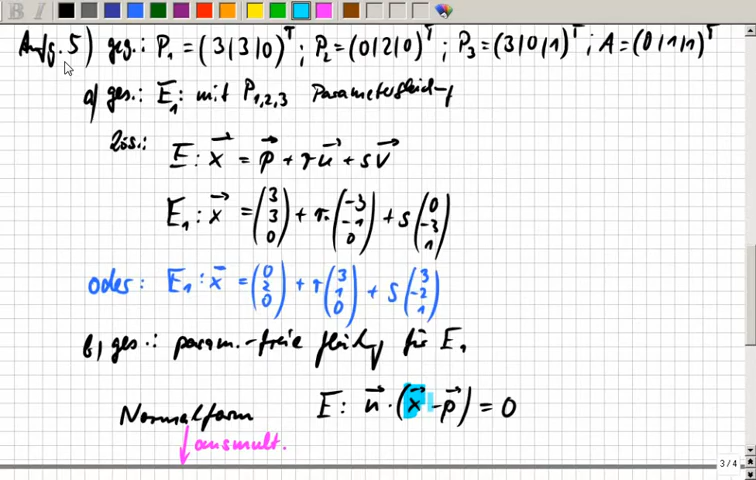 Aufg. 5) geg.: P₁ = (3|3|0)ᵀ; P₂ = (0|2|0)ᵀ; P₃ = (3|0|1)ᵀ; A = (0|1|1)ᵀ
a) ges.: E₁: mit P₁,₂,₃ Parametergleichung
Lös.: E: x⃗ = p⃗ + r u⃗ + s v⃗
E₁: x⃗ = (3 3 0) + r · (-3 -1 0) + s (0 -3 1)
oder: E₁: x⃗ = (0 2 0) + r (3 1 0) + s (3 -2 1)
b) ges.: param.-freie Gleichung für E₁
Normalform E: n⃗ · (x⃗ - p⃗) = 0
↓ ausmult.
3 / 4